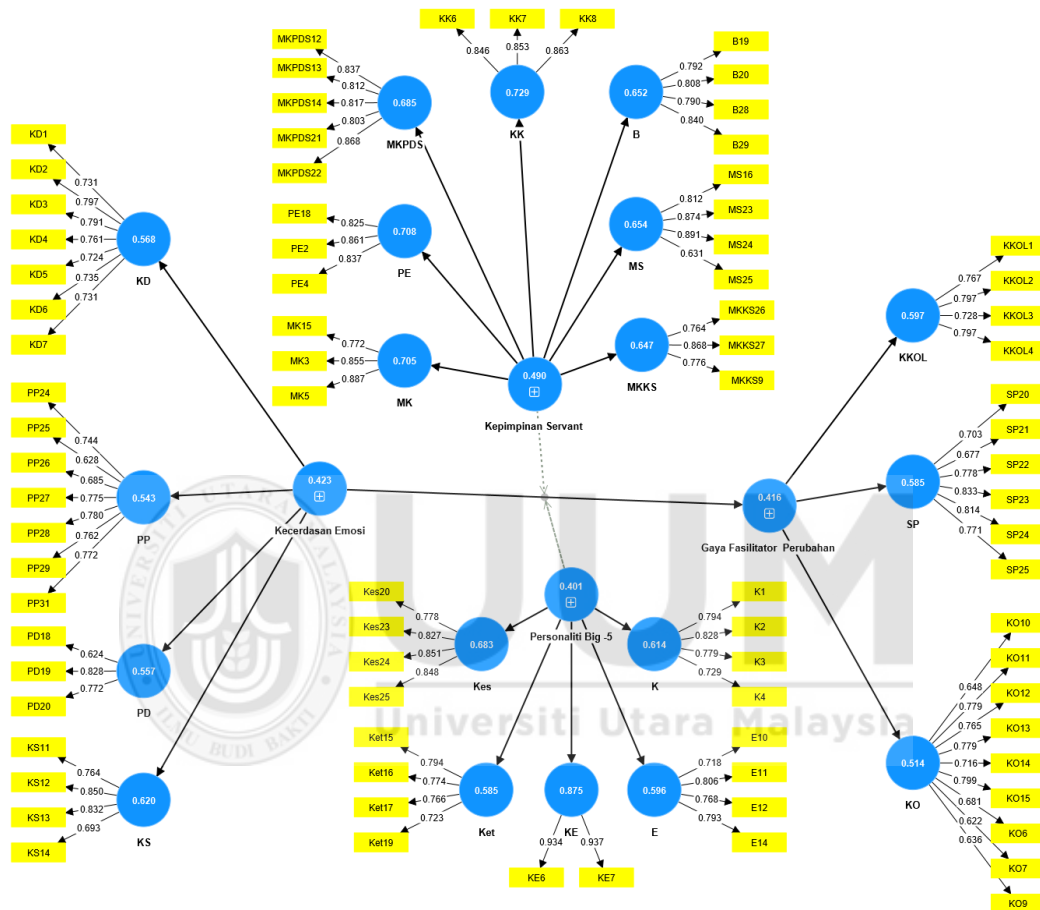 KK6
KK7
KK8
0.846
0.853
0.863
0.729
KK
MKPDS12
MKPDS13
MKPDS14
MKPDS21
MKPDS22
0.837
0.812
0.817
0.803
0.868
0.685
MKPDS
B19
B20
B28
B29
0.792
0.808
0.790
0.840
0.652
B
KD1
KD2
KD3
KD4
KD5
KD6
KD7
0.731
0.797
0.791
0.761
0.724
0.735
0.731
0.568
KD
PE18
PE2
PE4
0.825
0.861
0.837
0.708
PE
MS16
MS23
MS24
MS25
0.812
0.874
0.891
0.631
0.654
MS
MK15
MK3
MK5
0.772
0.855
0.887
0.705
MK
MKKS26
MKKS27
MKKS9
0.764
0.868
0.776
0.647
MKKS
0.490
Kepimpinan Servant
KKOL1
KKOL2
KKOL3
KKOL4
0.767
0.797
0.728
0.797
0.597
KKOL
PP24
PP25
PP26
PP27
PP28
PP29
PP31
0.744
0.628
0.685
0.775
0.780
0.762
0.772
0.543
PP
0.423
Kecerdasan Emosi
0.416
Gaya Fasilitator Perubahan
SP20
SP21
SP22
SP23
SP24
SP25
0.703
0.677
0.778
0.833
0.814
0.771
0.585
SP
PD18
PD19
PD20
0.624
0.828
0.772
0.557
PD
KS11
KS12
KS13
KS14
0.764
0.850
0.832
0.693
0.620
KS
0.401
Personaliti Big -5
Kes20
Kes23
Kes24
Kes25
0.778
0.827
0.851
0.848
0.683
Kes
K1
K2
K3
K4
0.794
0.828
0.779
0.729
0.614
K
Ket15
Ket16
Ket17
Ket19
0.794
0.774
0.766
0.723
0.585
Ket
0.875
KE
0.934
0.937
KE6
KE7
E10
E11
E12
E14
0.718
0.806
0.768
0.793
0.596
E
KO10
KO11
KO12
KO13
KO14
KO15
KO6
KO7
KO9
0.648
0.779
0.765
0.779
0.716
0.799
0.681
0.622
0.636
0.514
KO
UUM
Universiti Utara Malaysia
UNIVERSITI UTARA MALAYSIA
ILMU BUDI BAKTI